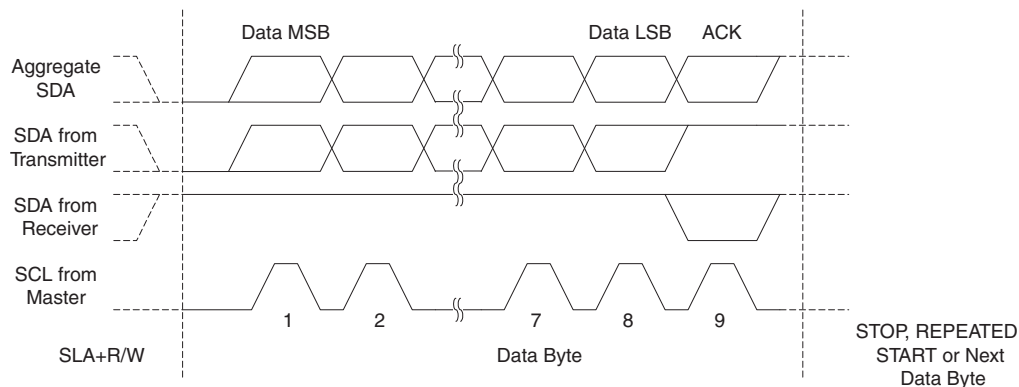 Data MSB
Data LSB
ACK
Aggregate
SDA
SDA from
Transmitter
SDA from
Receiver
SCL from
Master
1
2
7
8
9
SLA+R/W
Data Byte
STOP, REPEATED
START or Next
Data Byte